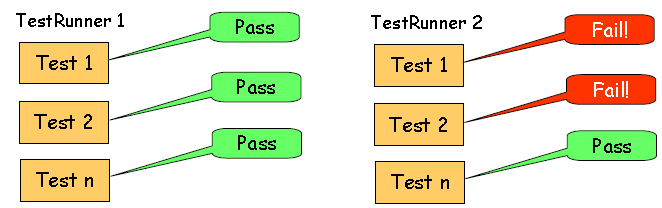 TestRunner 1
Pass
Test 1
Pass
Test 2
Pass
Test n
TestRunner 2
Fail!
Test 1
Fail!
Test 2
Pass
Test n